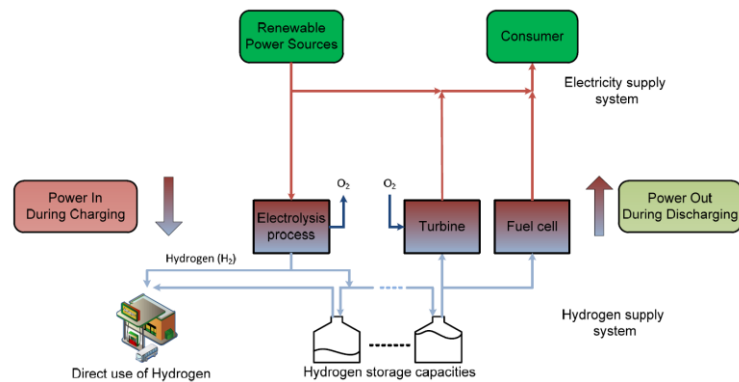 Renewable
Power Sources
Consumer
Electricity supply
system
Power In
During Charging
O₂
O₂
Electrolysis
process
Turbine
Fuel cell
Power Out
During Discharging
Hydrogen (H₂)
Hydrogen supply
system
Direct use of Hydrogen
Hydrogen storage capacities